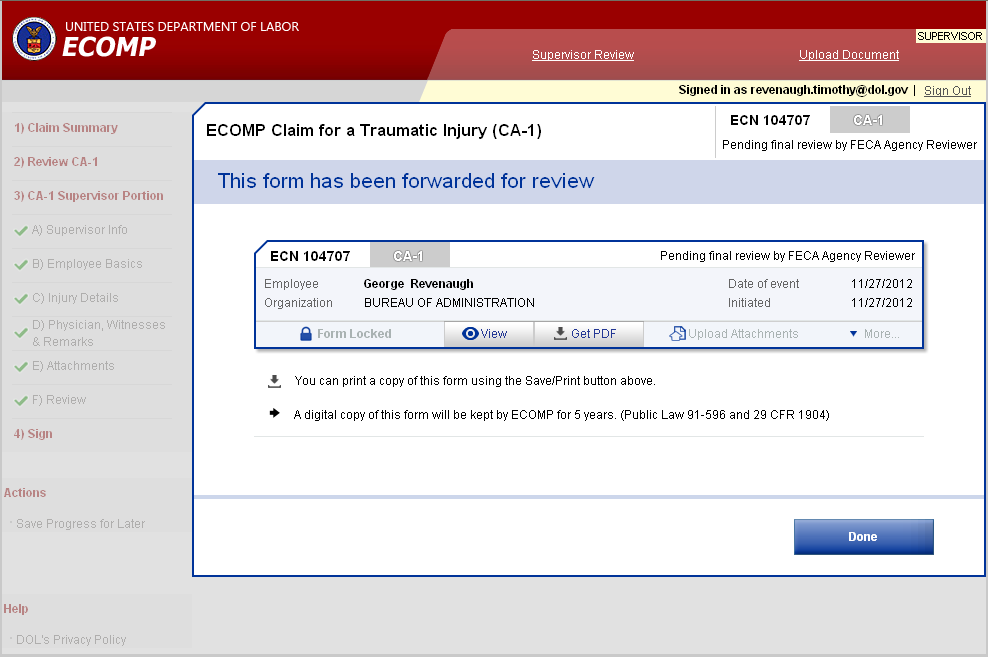 UNITED STATES DEPARTMENT OF LABOR
ECOMP
SUPERVISOR
Supervisor Review
Upload Document
Signed in as revenaugh.timothy@dol.gov | Sign Out
1) Claim Summary
2) Review CA-1
3) CA-1 Supervisor Portion
A) Supervisor Info
B) Employee Basics
C) Injury Details
D) Physician, Witnesses
& Remarks
E) Attachments
F) Review
4) Sign
Actions
Save Progress for Later
Help
DOL's Privacy Policy
ECOMP Claim for a Traumatic Injury (CA-1)
ECN 104707 CA-1
Pending final review by FECA Agency Reviewer
This form has been forwarded for review
ECN 104707 CA-1 Pending final review by FECA Agency Reviewer
Employee George Revenaugh Date of event 11/27/2012
Organization BUREAU OF ADMINISTRATION Initiated 11/27/2012
Form Locked View Get PDF Upload Attachments More...
You can print a copy of this form using the Save/Print button above.
A digital copy of this form will be kept by ECOMP for 5 years. (Public Law 91-596 and 29 CFR 1904)
Done